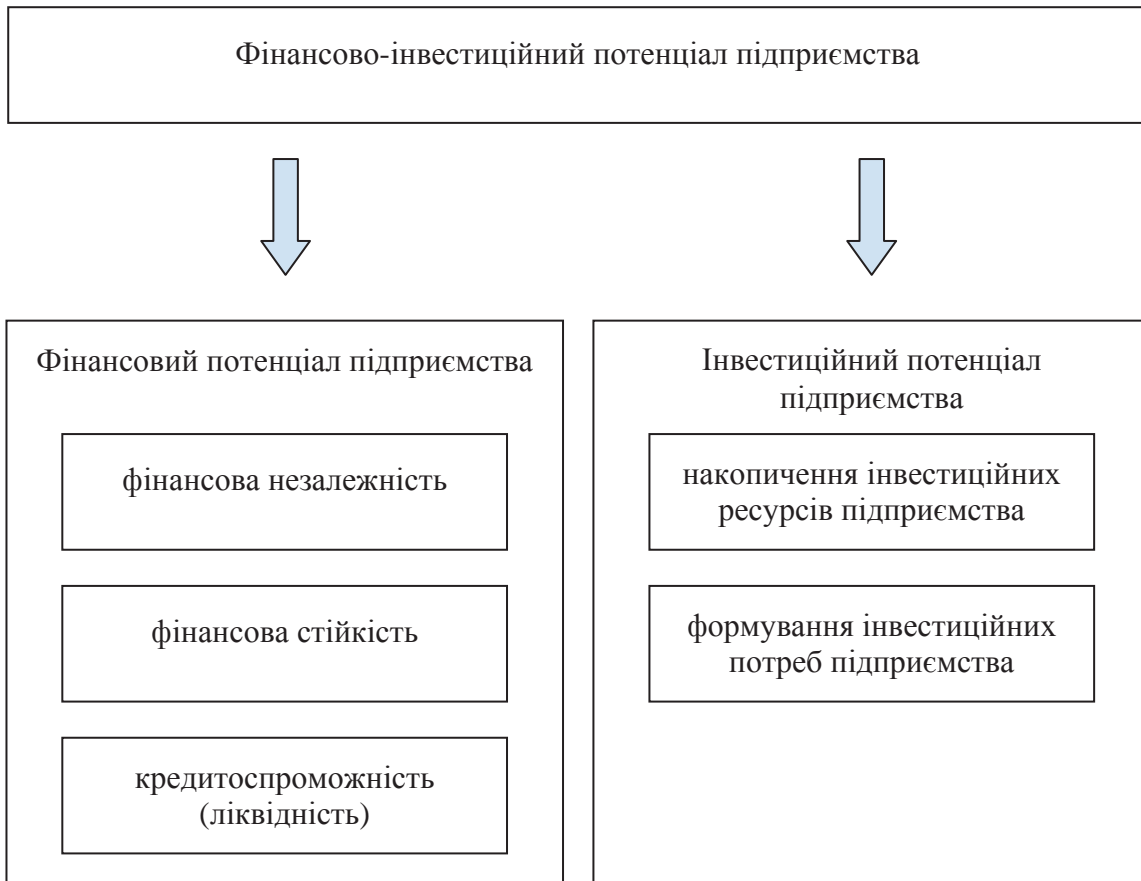 Фінансово-інвестиційний потенціал підприємства
Фінансовий потенціал підприємства
фінансова незалежність
фінансова стійкість
кредитоспроможність
(ліквідність)
Інвестиційний потенціал
підприємства
накопичення інвестиційних
ресурсів підприємства
формування інвестиційних
потреб підприємства